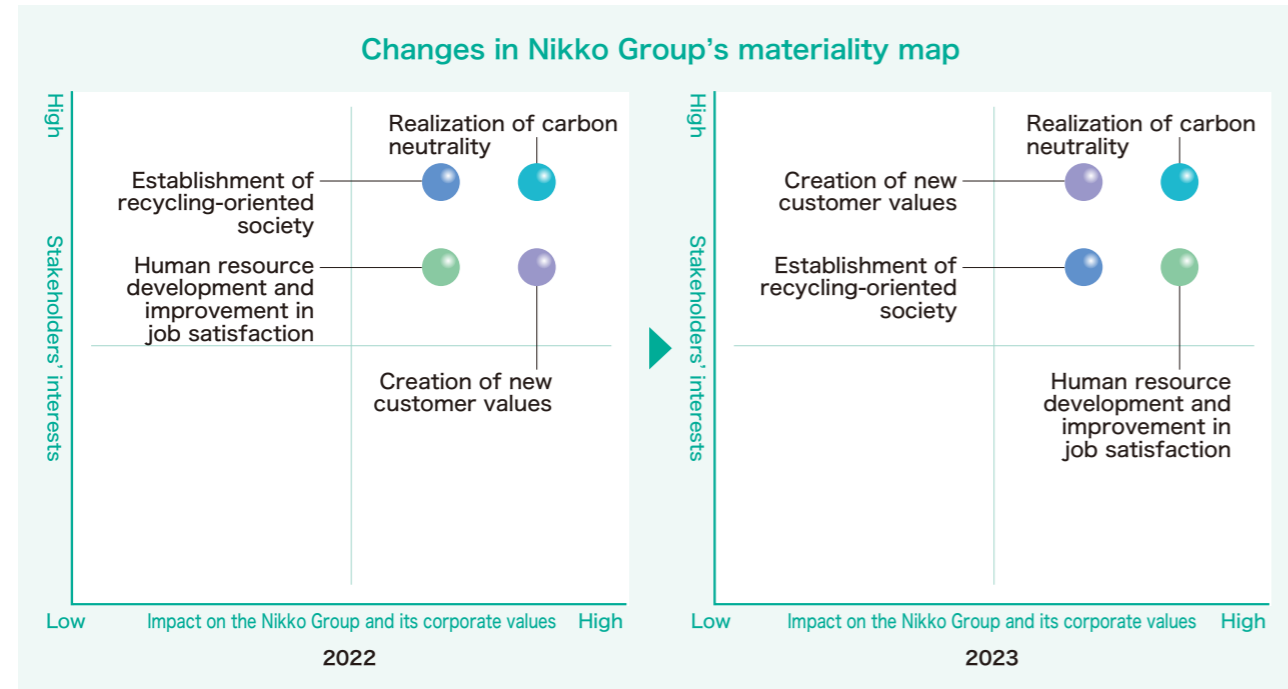 Changes in Nikko Group’s materiality map
High
Stakeholders’ interests
Realization of carbon
neutrality
Establishment of
recycling-oriented
society
Human resource
development and
improvement in
job satisfaction
Creation of new
customer values
Low
Impact on the Nikko Group and its corporate values
High
2022
High
Stakeholders’ interests
Realization of carbon
neutrality
Creation of new
customer values
Establishment of
recycling-oriented
society
Human resource
development and
improvement in
job satisfaction
Low
Impact on the Nikko Group and its corporate values
High
2023